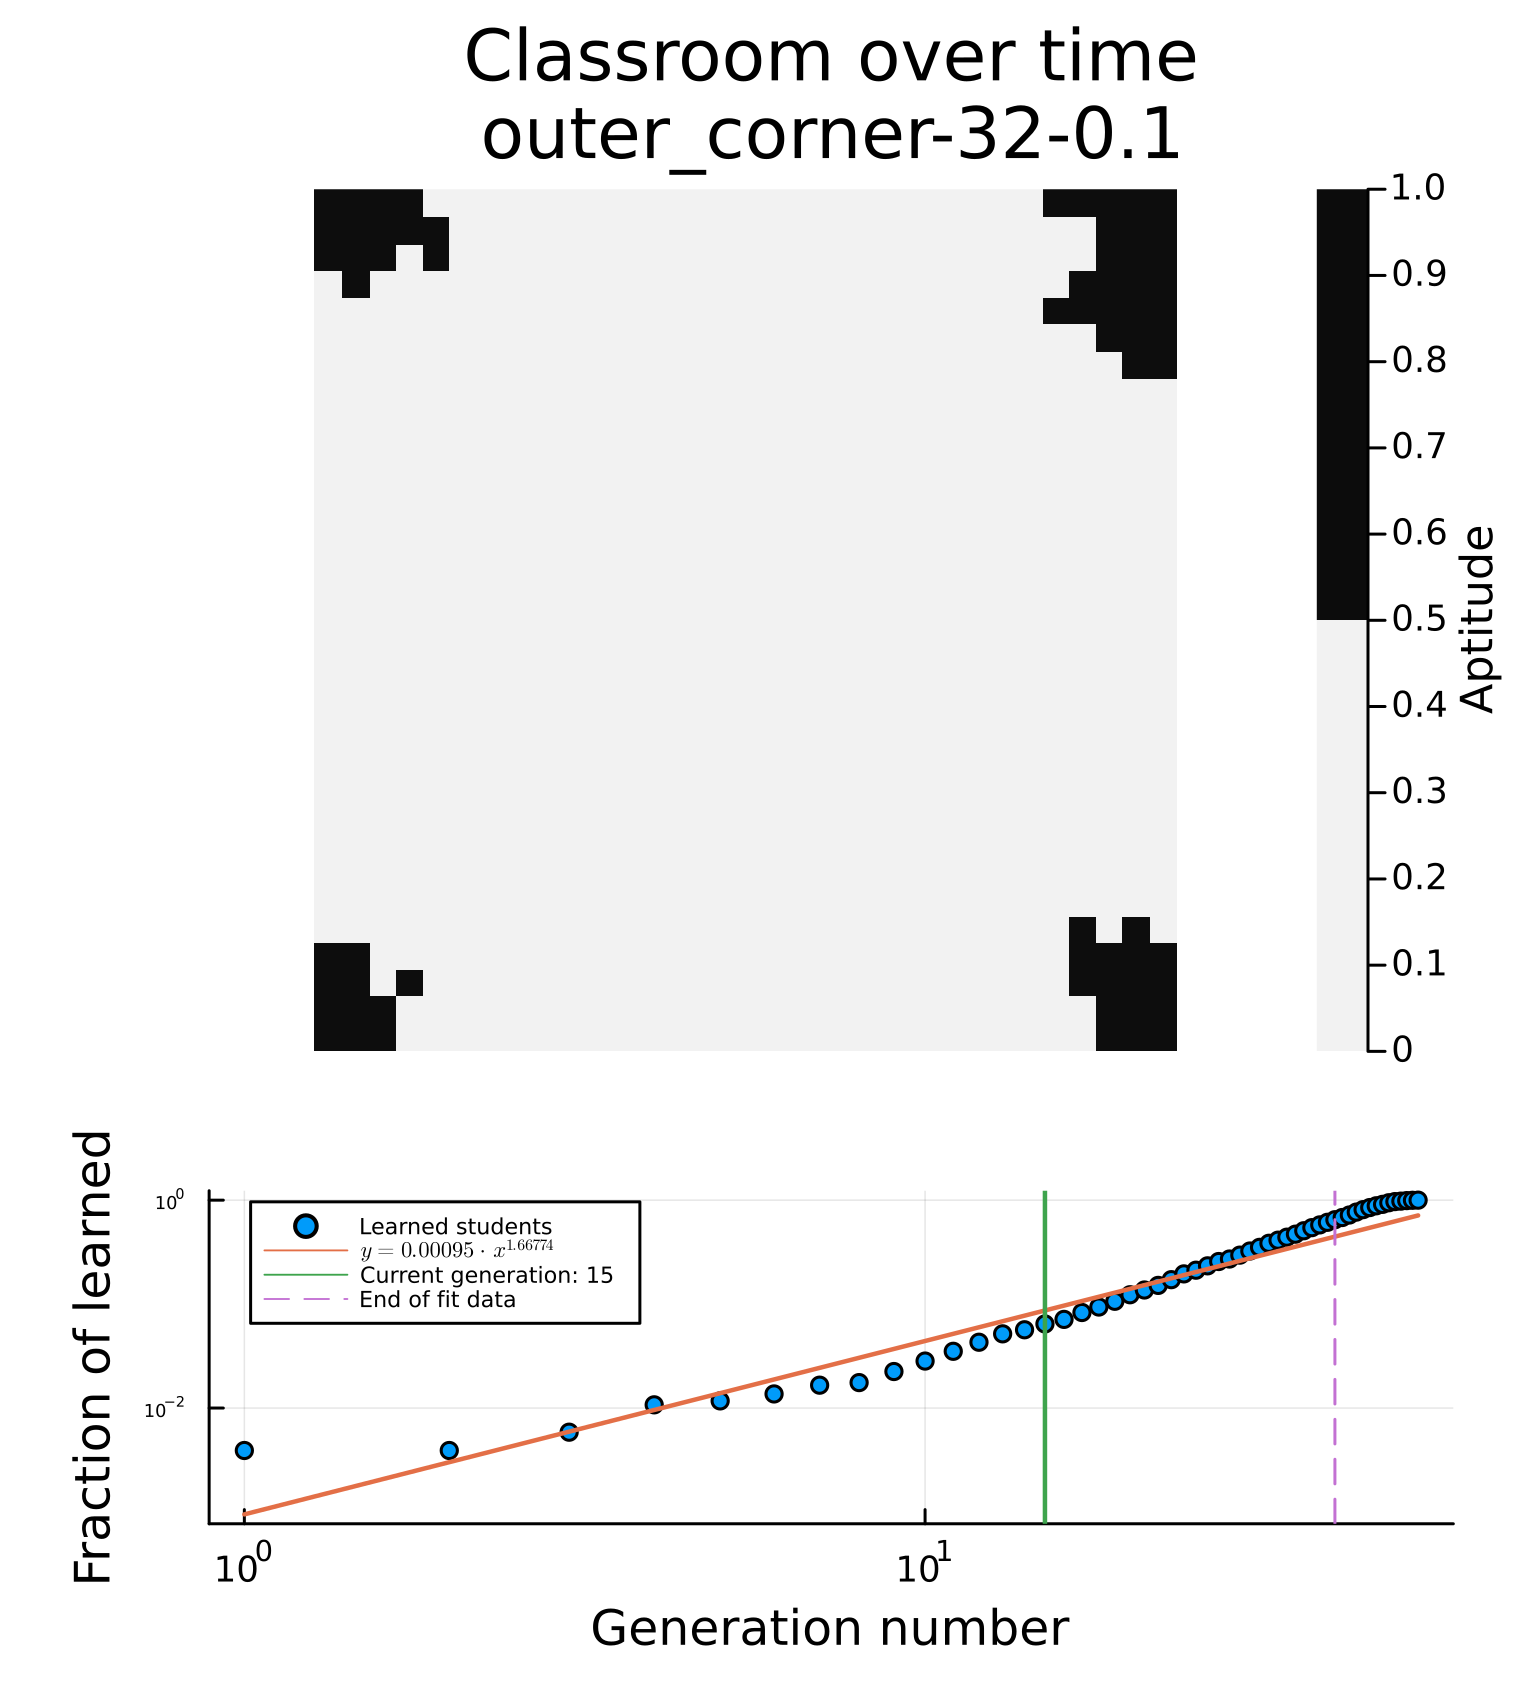 Classroom over time
outer_corner-32-0.1
1.0
0.9
0.8
0.7
0.6
0.5
0.4
0.3
0.2
0.1
0
Aptitude
Fraction of learned
10^0
10^-2
Learned students
y = 0.00095 · x^1.66774
Current generation: 15
End of fit data
10^0
10^1
Generation number